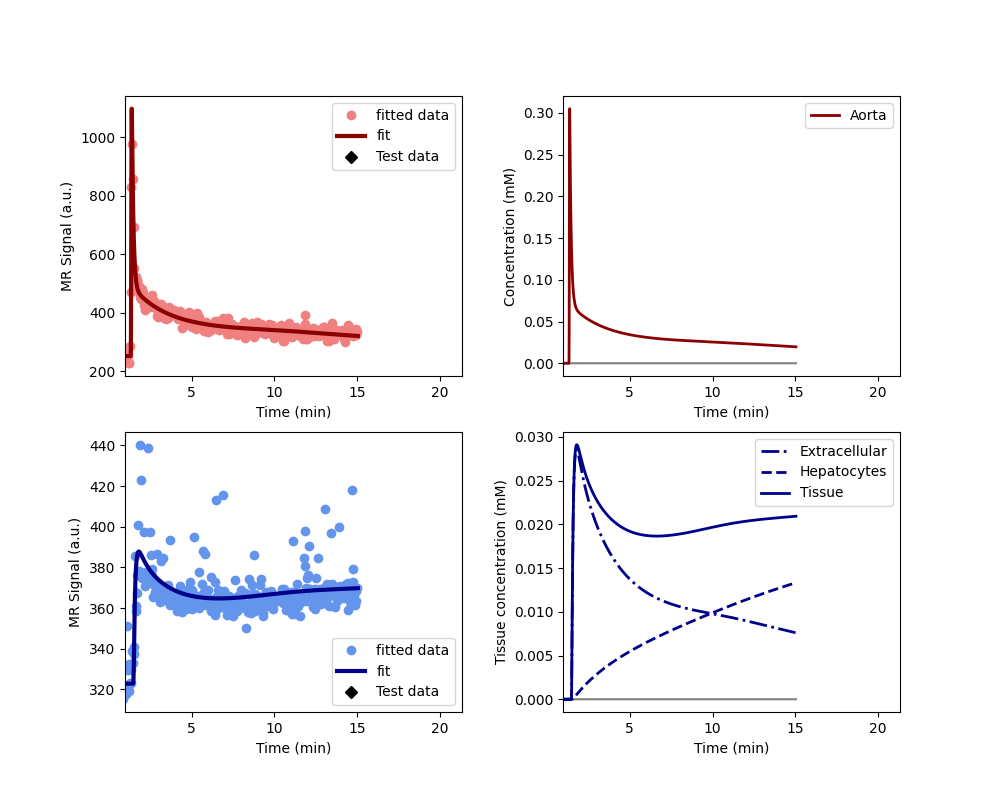 1000
800
600
400
200
MR Signal (a.u.)
fitted data
fit
Test data
5
10
15
20
Time (min)
0.30
0.25
0.20
0.15
0.10
0.05
0.00
Concentration (mM)
Aorta
5
10
15
20
Time (min)
440
420
400
380
360
340
320
MR Signal (a.u.)
fitted data
fit
Test data
5
10
15
20
Time (min)
0.030
0.025
0.020
0.015
0.010
0.005
0.000
Tissue concentration (mM)
Extracellular
Hepatocytes
Tissue
5
10
15
20
Time (min)